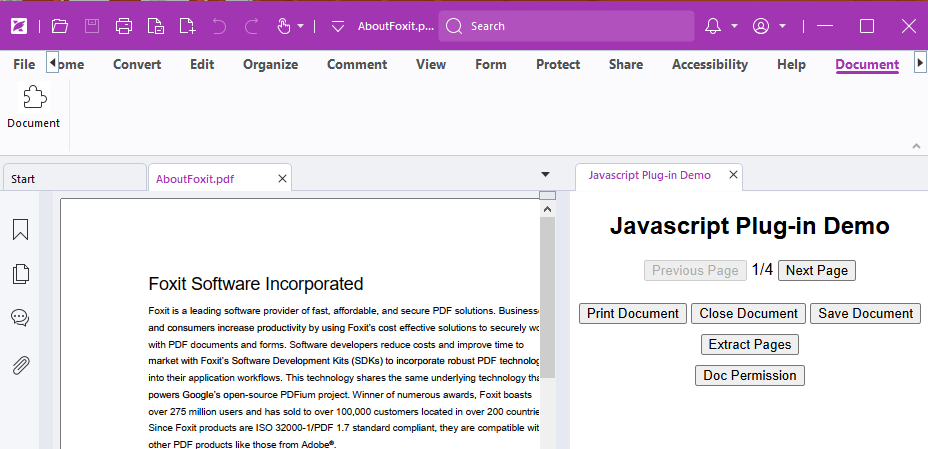 AboutFoxit.p...
Search
File
ome
Convert
Edit
Organize
Comment
View
Form
Protect
Share
Accessibility
Help
Document
Document
Start
AboutFoxit.pdf
Javascript Plug-in Demo
Foxit Software Incorporated
Foxit is a leading software provider of fast, affordable, and secure PDF solutions. Businesse
and consumers increase productivity by using Foxit's cost effective solutions to securely wo
with PDF documents and forms. Software developers reduce costs and improve time to
market with Foxit's Software Development Kits (SDKs) to incorporate robust PDF technolog
into their application workflows. This technology shares the same underlying technology tha
powers Google's open-source PDFium project. Winner of numerous awards, Foxit boasts
over 275 million users and has sold to over 100,000 customers located in over 200 countrie
Since Foxit products are ISO 32000-1/PDF 1.7 standard compliant, they are compatible wit
other PDF products like those from Adobe®.
Javascript Plug-in Demo
Previous Page 1/4 Next Page
Print Document Close Document Save Document
Extract Pages
Doc Permission